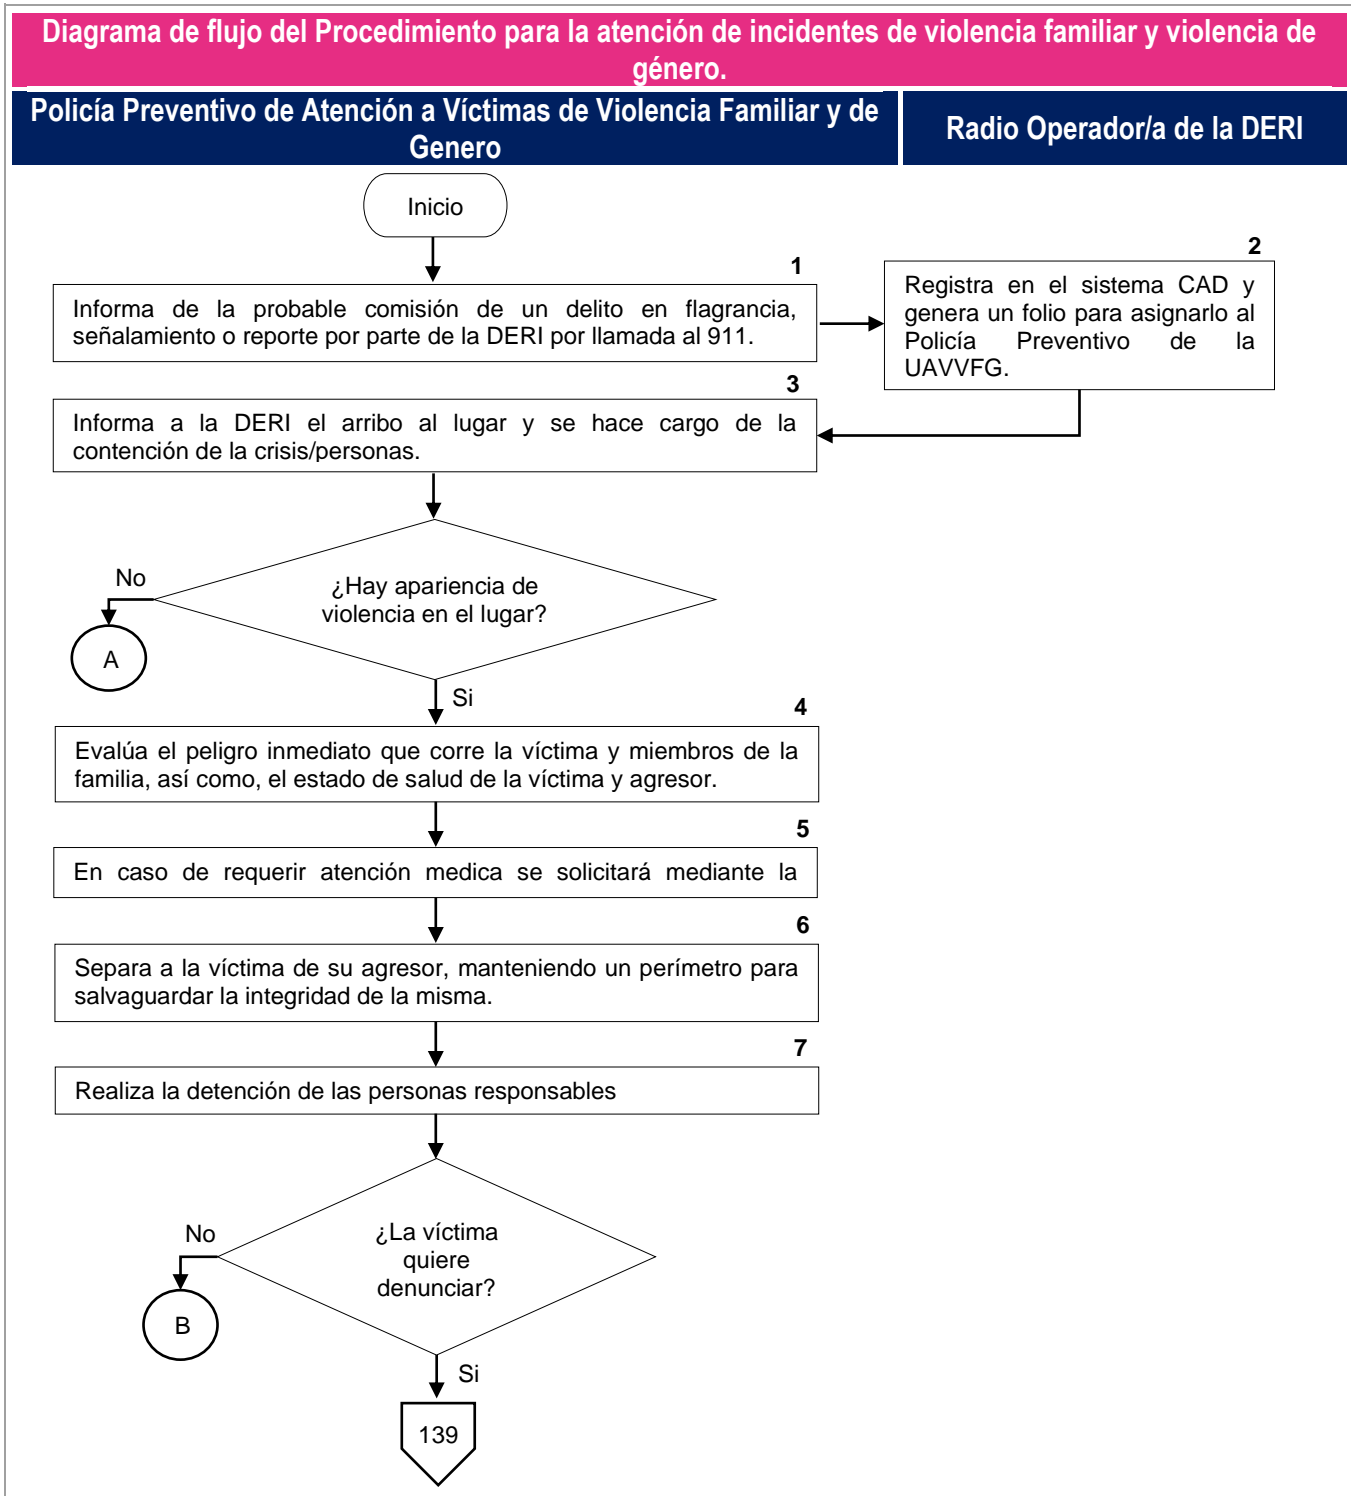 Diagrama de flujo del Procedimiento para la atención de incidentes de violencia familiar y violencia de
género.
Policía Preventivo de Atención a Víctimas de Violencia Familiar y de
Genero
Radio Operador/a de la DERI
Inicio
1
Informa de la probable comisión de un delito en flagrancia,
señalamiento o reporte por parte de la DERI por llamada al 911.
2
Registra en el sistema CAD y
genera un folio para asignarlo al
Policía Preventivo de la
UAVVFG.
3
Informa a la DERI el arribo al lugar y se hace cargo de la
contención de la crisis/personas.
¿Hay apariencia de
violencia en el lugar?
No
A
Si
4
Evalúa el peligro inmediato que corre la víctima y miembros de la
familia, así como, el estado de salud de la víctima y agresor.
5
En caso de requerir atención medica se solicitará mediante la
6
Separa a la víctima de su agresor, manteniendo un perímetro para
salvaguardar la integridad de la misma.
7
Realiza la detención de las personas responsables
¿La víctima
quiere
denunciar?
No
B
Si
139